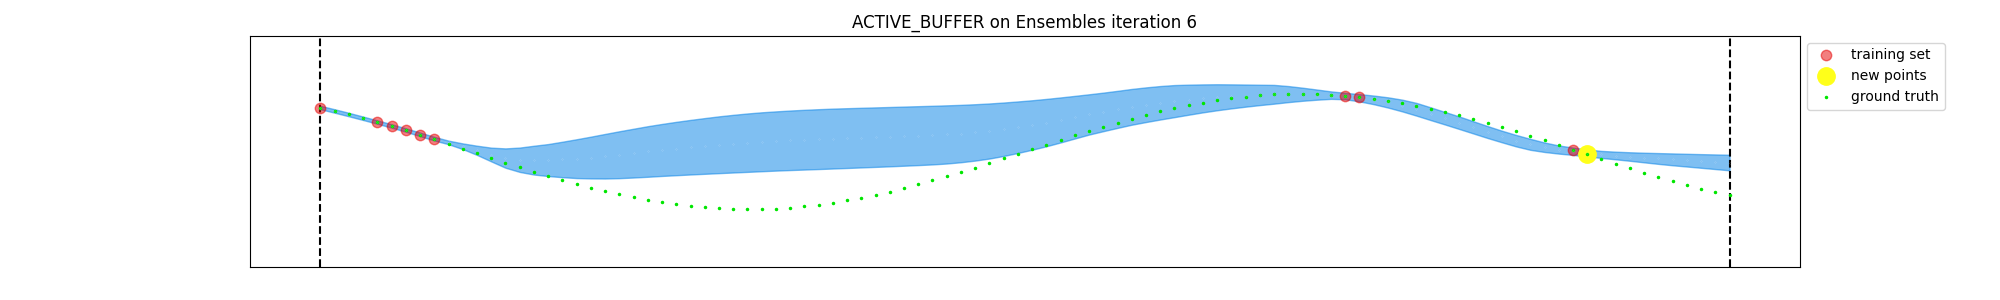 ACTIVE_BUFFER on Ensembles iteration 6
training set
new points
ground truth